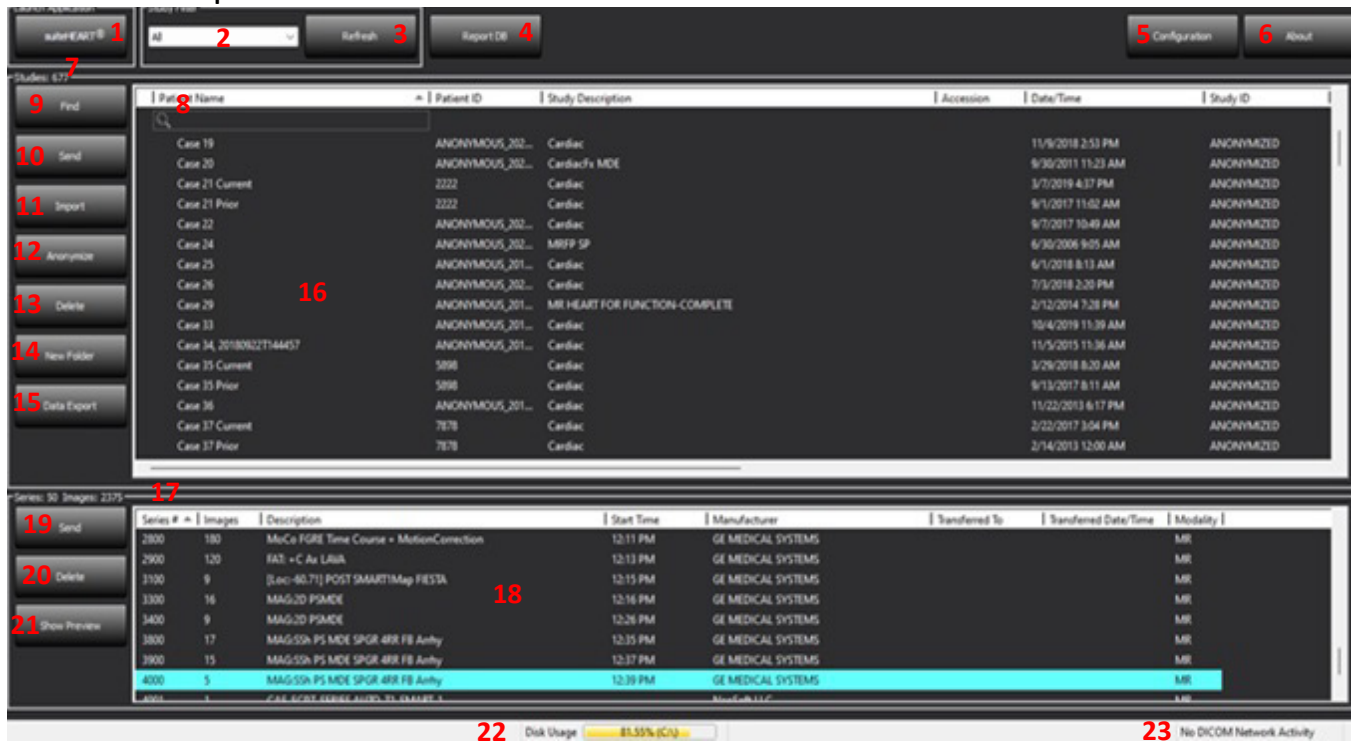 Launch Application Study Filter
suiteHEART® 1 All 2 Refresh 3 Report DB 4 5 Configuration 6 About
7
Studies: 677
9 Find
10 Send
11 Import
12 Anonymize
13 Delete
14 New Folder
15 Data Export
Patient Name 8 Patient ID Study Description Accession Date/Time Study ID
Case 19 ANONYMOUS_202... Cardiac 11/9/2018 2:53 PM ANONYMIZED
Case 20 ANONYMOUS_202... CardiacFx MDE 9/30/2011 11:23 AM ANONYMIZED
Case 21 Current 2222 Cardiac 3/7/2019 4:37 PM ANONYMIZED
Case 21 Prior 2222 Cardiac 9/1/2017 11:02 AM ANONYMIZED
Case 22 ANONYMOUS_202... Cardiac 9/7/2017 10:49 AM ANONYMIZED
Case 24 ANONYMOUS_202... MRFP SP 6/30/2006 9:05 AM ANONYMIZED
Case 25 ANONYMOUS_201... Cardiac 6/1/2018 8:13 AM ANONYMIZED
Case 26 ANONYMOUS_202... Cardiac 7/3/2018 2:20 PM ANONYMIZED
16
Case 29 ANONYMOUS_201... MR HEART FOR FUNCTION-COMPLETE 2/12/2014 7:28 PM ANONYMIZED
Case 33 ANONYMOUS_201... Cardiac 10/4/2019 11:39 AM ANONYMIZED
Case 34, 20180922T144457 ANONYMOUS_201... Cardiac 11/5/2015 11:36 AM ANONYMIZED
Case 35 Current 5898 Cardiac 3/29/2018 8:20 AM ANONYMIZED
Case 35 Prior 5898 Cardiac 9/13/2017 8:11 AM ANONYMIZED
Case 36 ANONYMOUS_201... Cardiac 11/22/2013 6:17 PM ANONYMIZED
Case 37 Current 7878 Cardiac 2/22/2017 3:04 PM ANONYMIZED
Case 37 Prior 7878 Cardiac 2/14/2013 12:00 AM ANONYMIZED
Series: 50 Images: 2375 17
19 Send
20 Delete
21 Show Preview
Series # Images Description Start Time Manufacturer Transferred To Transferred Date/Time Modality
2800 180 MoCo FGRE Time Course + MotionCorrection 12:11 PM GE MEDICAL SYSTEMS MR
2900 120 FAT: +C Ax LAVA 12:13 PM GE MEDICAL SYSTEMS MR
3100 9 [Loc:-60.71] POST SMART1Map FIESTA 12:15 PM GE MEDICAL SYSTEMS MR
18
3300 16 MAG:2D PSMDE 12:16 PM GE MEDICAL SYSTEMS MR
3400 9 MAG:2D PSMDE 12:26 PM GE MEDICAL SYSTEMS MR
3800 17 MAG:SSh PS MDE SPGR 4RR FB Arrhy 12:35 PM GE MEDICAL SYSTEMS MR
3900 15 MAG:SSh PS MDE SPGR 4RR FB Arrhy 12:37 PM GE MEDICAL SYSTEMS MR
4000 5 MAG:SSh PS MDE SPGR 4RR FB Arrhy 12:39 PM GE MEDICAL SYSTEMS MR
4001 1 NeoSoft LLC MR
22 Disk Usage 81.55% (C:\) 23 No DICOM Network Activity